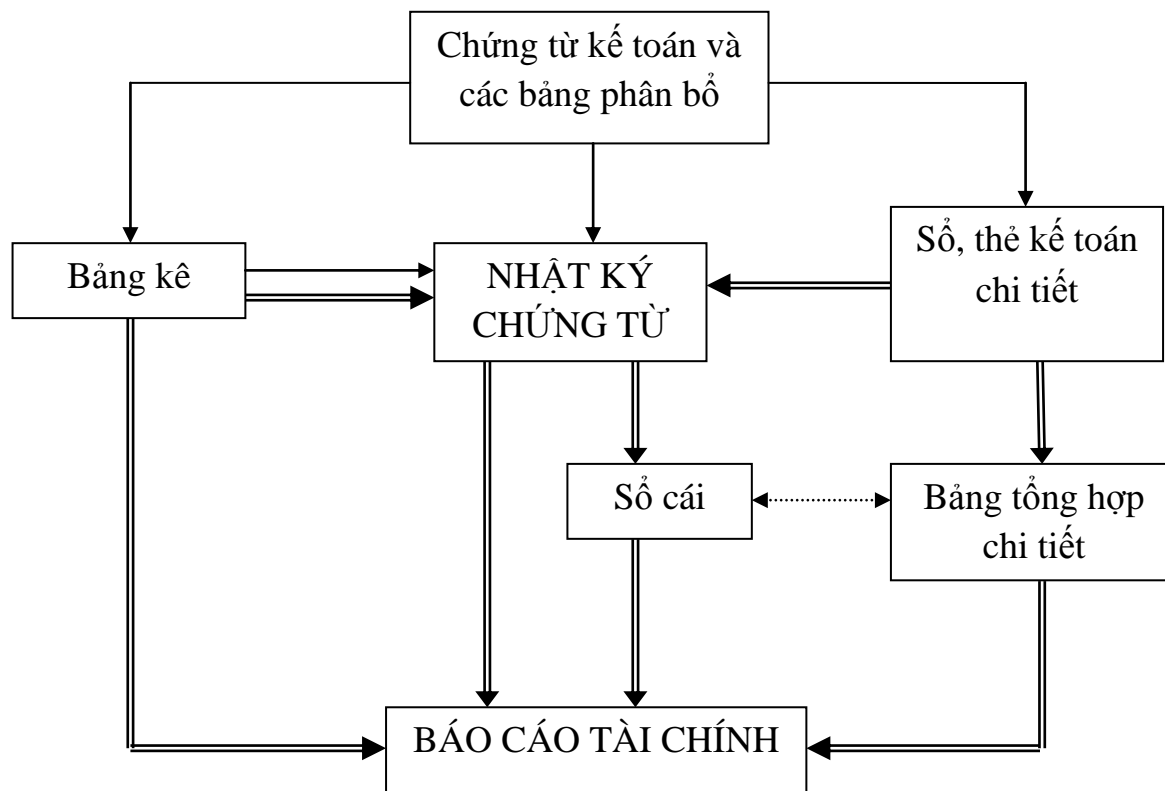 Chứng từ kế toán và
các bảng phân bổ
Bảng kê
NHẬT KÝ
CHỨNG TỪ
Sổ, thẻ kế toán
chi tiết
Sổ cái
Bảng tổng hợp
chi tiết
BÁO CÁO TÀI CHÍNH